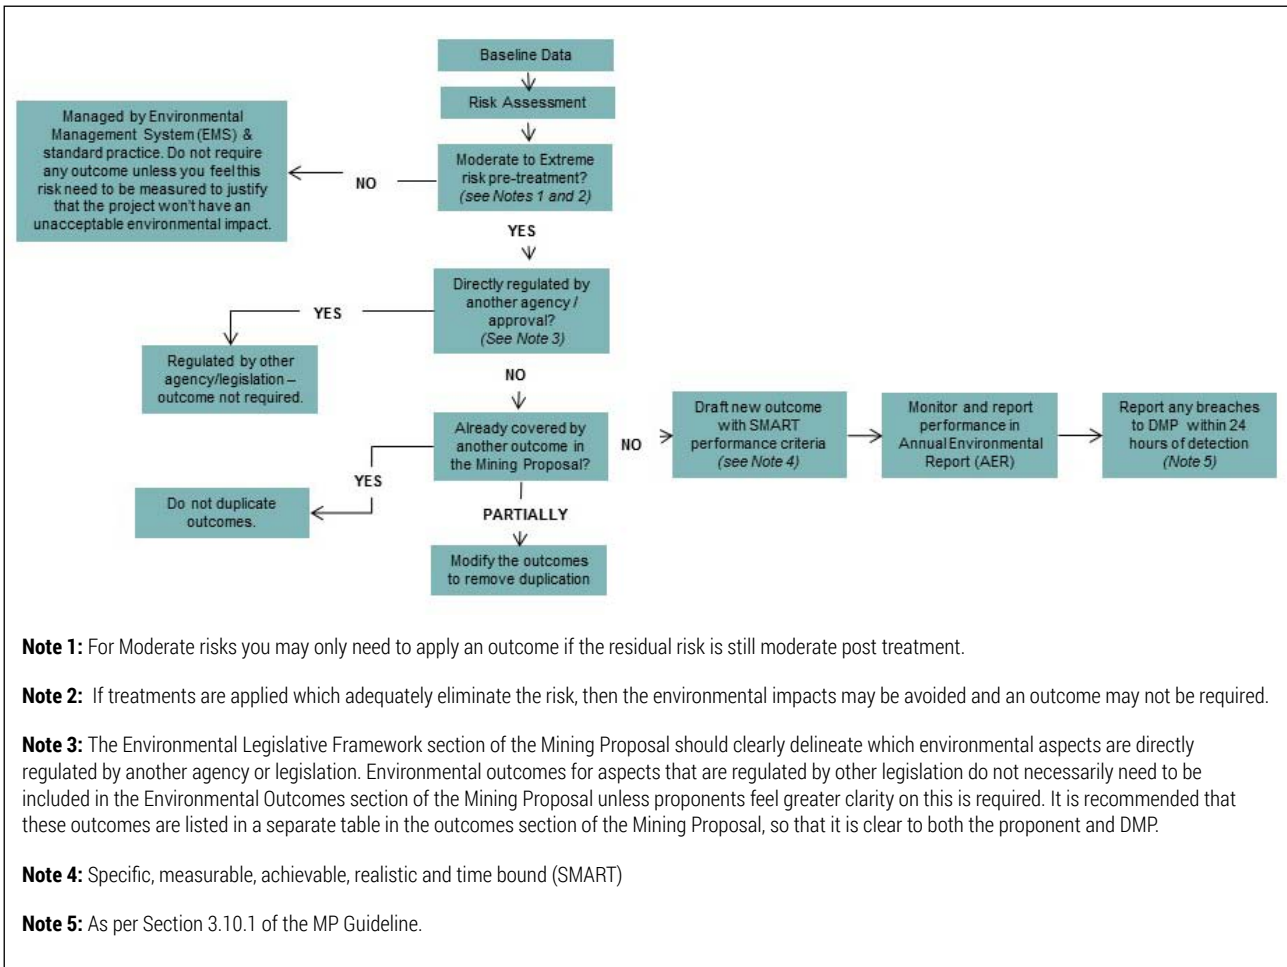 Baseline Data
Risk Assessment
Managed by Environmental
Management System (EMS) &
standard practice. Do not require
any outcome unless you feel this
risk need to be measured to justify
that the project won't have an
unacceptable environmental impact.
NO
Moderate to Extreme
risk pre-treatment?
(see Notes 1 and 2)
YES
Directly regulated by
another agency /
approval?
(See Note 3)
YES
Regulated by other
agency/legislation –
outcome not required.
NO
Already covered by
another outcome in
the Mining Proposal?
NO
Draft new outcome
with SMART
performance criteria
(see Note 4)
Monitor and report
performance in
Annual Environmental
Report (AER)
Report any breaches
to DMP within 24
hours of detection
(Note 5)
YES
Do not duplicate
outcomes.
PARTIALLY
Modify the outcomes
to remove duplication
Note 1: For Moderate risks you may only need to apply an outcome if the residual risk is still moderate post treatment.
Note 2: If treatments are applied which adequately eliminate the risk, then the environmental impacts may be avoided and an outcome may not be required.
Note 3: The Environmental Legislative Framework section of the Mining Proposal should clearly delineate which environmental aspects are directly
regulated by another agency or legislation. Environmental outcomes for aspects that are regulated by other legislation do not necessarily need to be
included in the Environmental Outcomes section of the Mining Proposal unless proponents feel greater clarity on this is required. It is recommended that
these outcomes are listed in a separate table in the outcomes section of the Mining Proposal, so that it is clear to both the proponent and DMP.
Note 4: Specific, measurable, achievable, realistic and time bound (SMART)
Note 5: As per Section 3.10.1 of the MP Guideline.